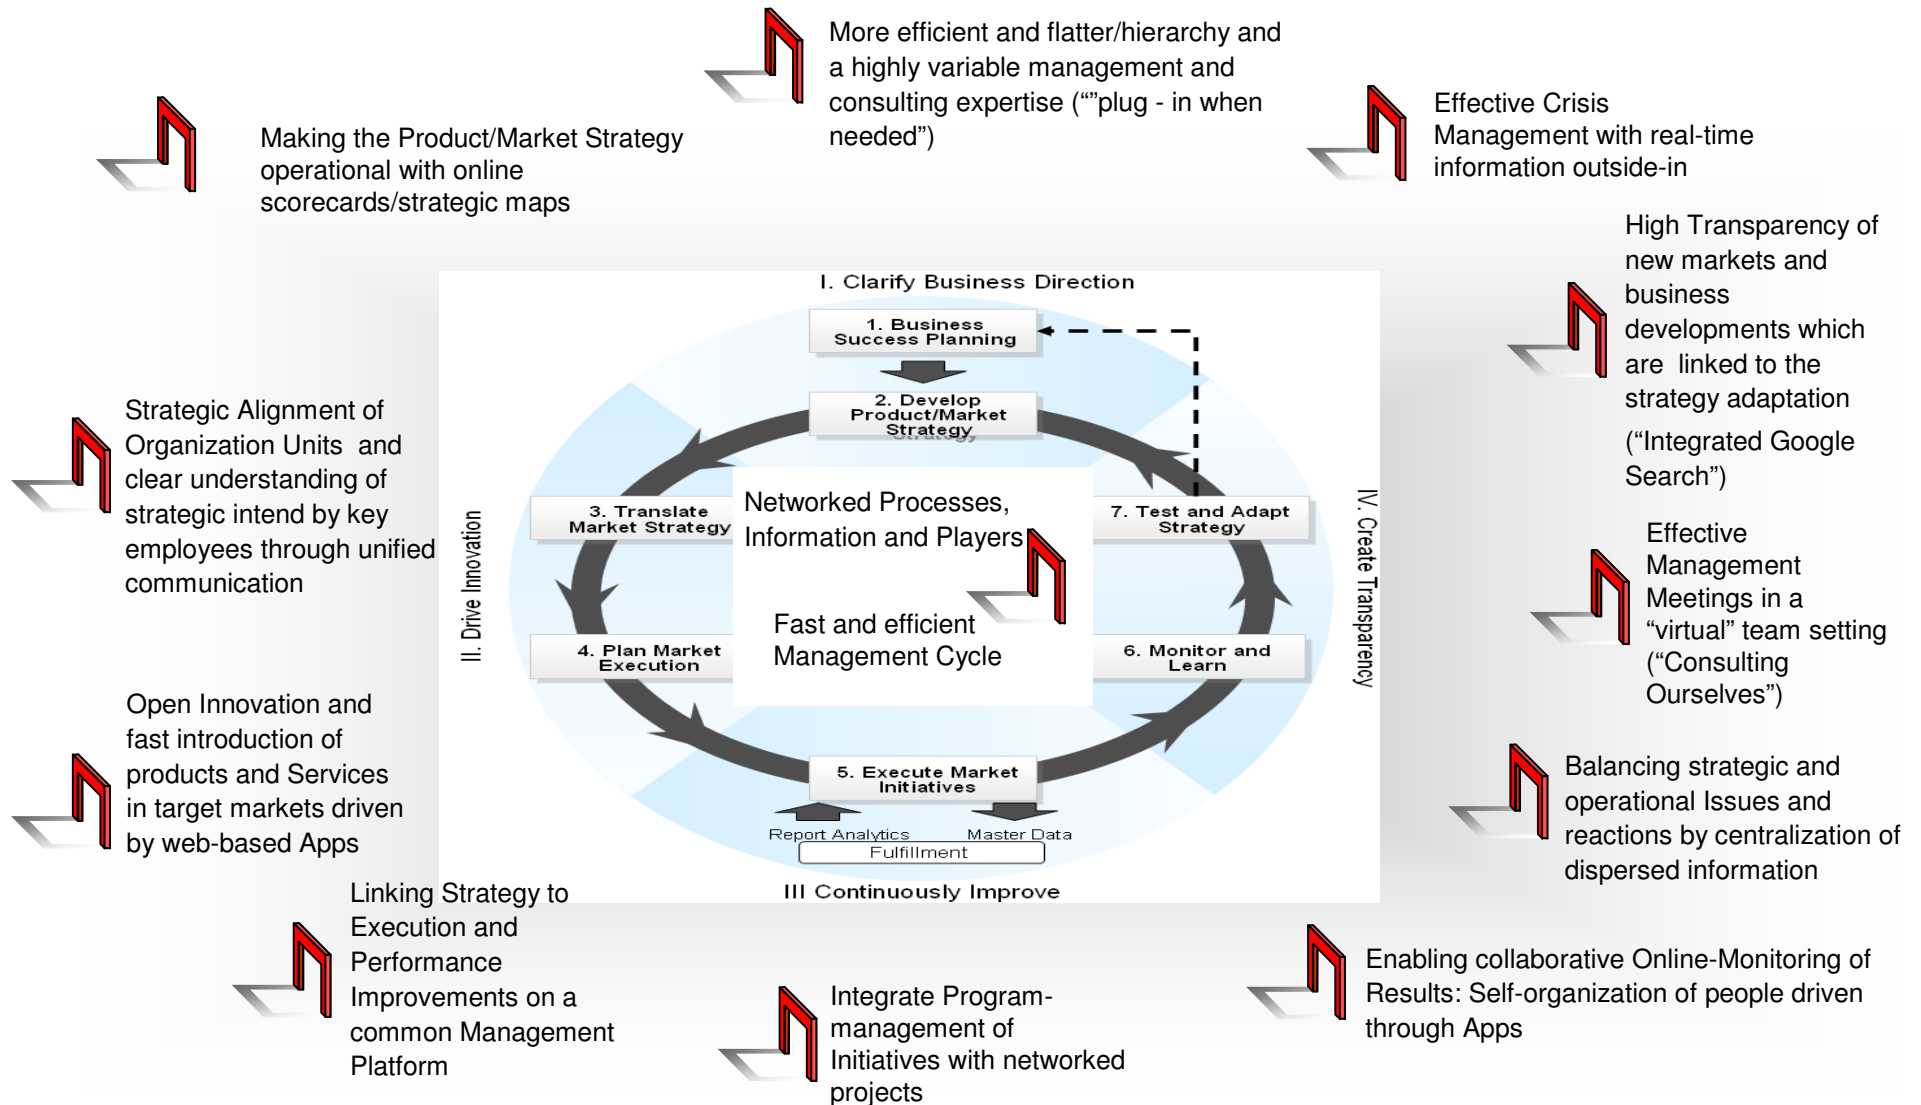 More efficient and flatter/hierarchy and
a highly variable management and
consulting expertise (“”plug - in when
needed”)
Effective Crisis
Management with real-time
information outside-in
Making the Product/Market Strategy
operational with online
scorecards/strategic maps
High Transparency of
new markets and
business
developments which
are  linked to the
strategy adaptation
(“Integrated Google
Search”)
I. Clarify Business Direction
1. Business
Success Planning
2. Develop
Product/Market
Strategy
Strategic Alignment of
Organization Units  and
clear understanding of
strategic intend by key
employees through unified
communication
II. Drive Innovation
3. Translate
Market Strategy
Networked Processes,
Information and Players
7. Test and Adapt
Strategy
IV. Create Transparency
Effective
Management
Meetings in a
“virtual” team setting
(“Consulting
Ourselves”)
Fast and efficient
Management Cycle
4. Plan Market
Execution
6. Monitor and
Learn
Open Innovation and
fast introduction of
products and Services
in target markets driven
by web-based Apps
5. Execute Market
Initiatives
Report Analytics
Master Data
Fulfillment
III Continuously Improve
Balancing strategic and
operational Issues and
reactions by centralization of
dispersed information
Linking Strategy to
Execution and
Performance
Improvements on a
common Management
Platform
Integrate Program-
management of
Initiatives with networked
projects
Enabling collaborative Online-Monitoring of
Results: Self-organization of people driven
through Apps